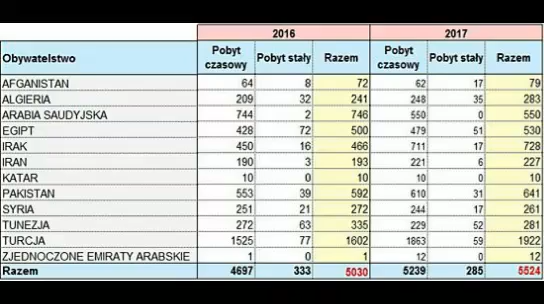 2016 2017
Obywatelstwo Pobyt czasowy Pobyt stały Razem Pobyt czasowy Pobyt stały Razem
AFGANISTAN 64 8 72 62 17 79
ALGIERIA 209 32 241 248 35 283
ARABIA SAUDYJSKA 744 2 746 550 0 550
EGIPT 428 72 500 479 51 530
IRAK 450 16 466 711 17 728
IRAN 190 3 193 221 6 227
KATAR 10 0 10 10 0 10
PAKISTAN 553 39 592 610 31 641
SYRIA 251 21 272 244 17 261
TUNEZJA 272 63 335 229 52 281
TURCJA 1525 77 1602 1863 59 1922
ZJEDNOCZONE EMIRATY ARABSKIE 1 0 1 12 0 12
Razem 4697 333 5030 5239 285 5524